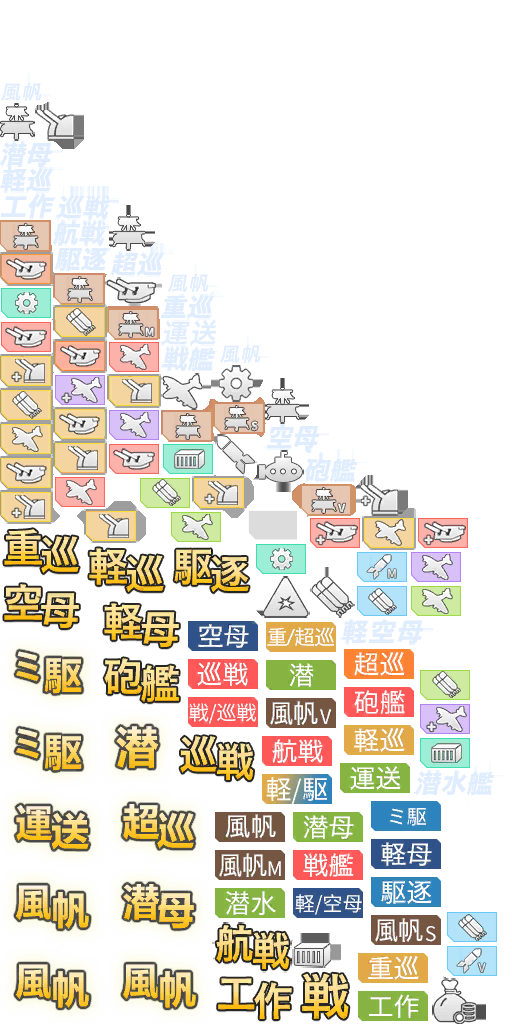 風帆
潜母
軽巡
工作
巡戦
航戦
駆逐
超巡
風帆
重巡
運送
戦艦
風帆
空母
砲艦
M
S
V
重巡
軽巡
駆逐
M
空母
軽母
空母
重/超巡
軽空母
ミ駆
砲艦
巡戦
潜
超巡
戦/巡戦
風帆V
砲艦
ミ駆
潜
巡戦
航戦
軽巡
軽/駆
運送
潜水艦
運送
超巡
風帆
潜母
ミ駆
風帆M
戦艦
軽母
風帆
潜母
潜水
軽/空母
駆逐
航戦
風帆S
V
風帆
風帆
工作
戦
重巡
工作